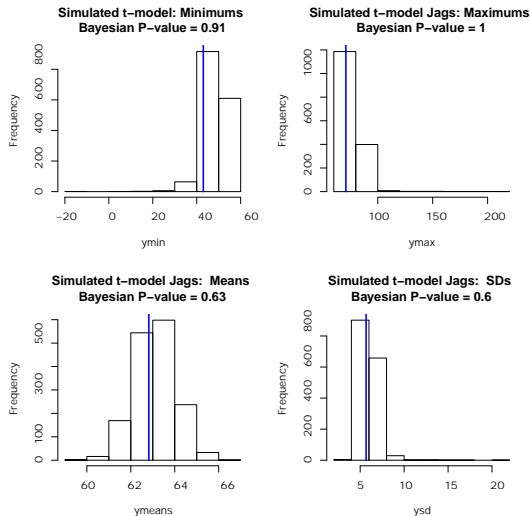 Simulated t−model: Minimums
Bayesian P−value = 0.91
Frequency
0
200
400
600
800
−20
0
20
40
60
ymin
Simulated t−model Jags: Maximums
Bayesian P−value = 1
Frequency
0
200
600
1000
100
150
200
ymax
Simulated t−model Jags:  Means
Bayesian P−value = 0.63
Frequency
0
100
300
500
60
62
64
66
ymeans
Simulated t−model Jags:  SDs
Bayesian P−value = 0.6
Frequency
0
200
400
600
800
5
10
15
20
ysd